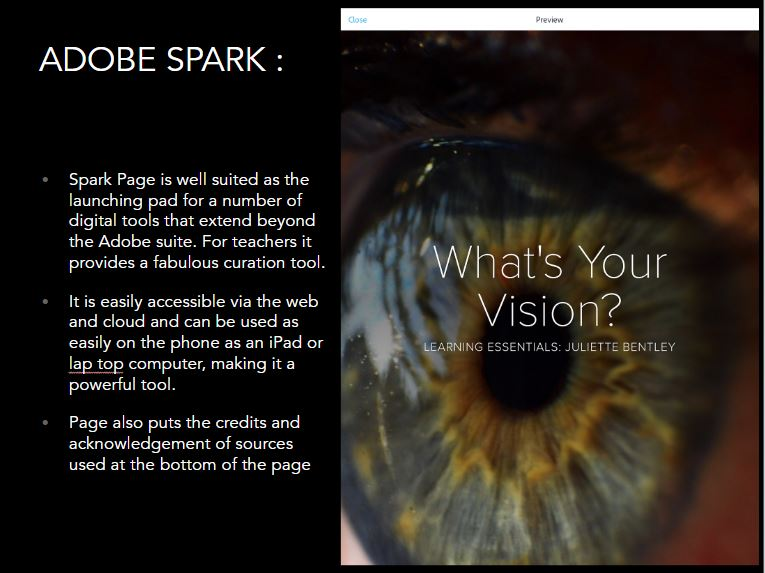 ADOBE SPARK :
Spark Page is well suited as the
launching pad for a number of
digital tools that extend beyond
the Adobe suite. For teachers it
provides a fabulous curation tool.
It is easily accessible via the web
and cloud and can be used as
easily on the phone as an iPad or
lap top computer, making it a
powerful tool.
Page also puts the credits and
acknowledgement of sources
used at the bottom of the page
Close
Preview
What's Your
Vision?
LEARNING ESSENTIALS: JULIETTE BENTLEY